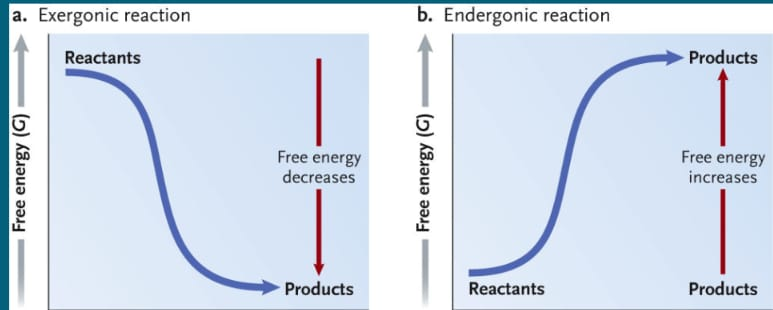 a. Exergonic reaction
Free energy (G)
Reactants
Free energy
decreases
Products
b. Endergonic reaction
Free energy (G)
Products
Free energy
increases
Reactants
Products